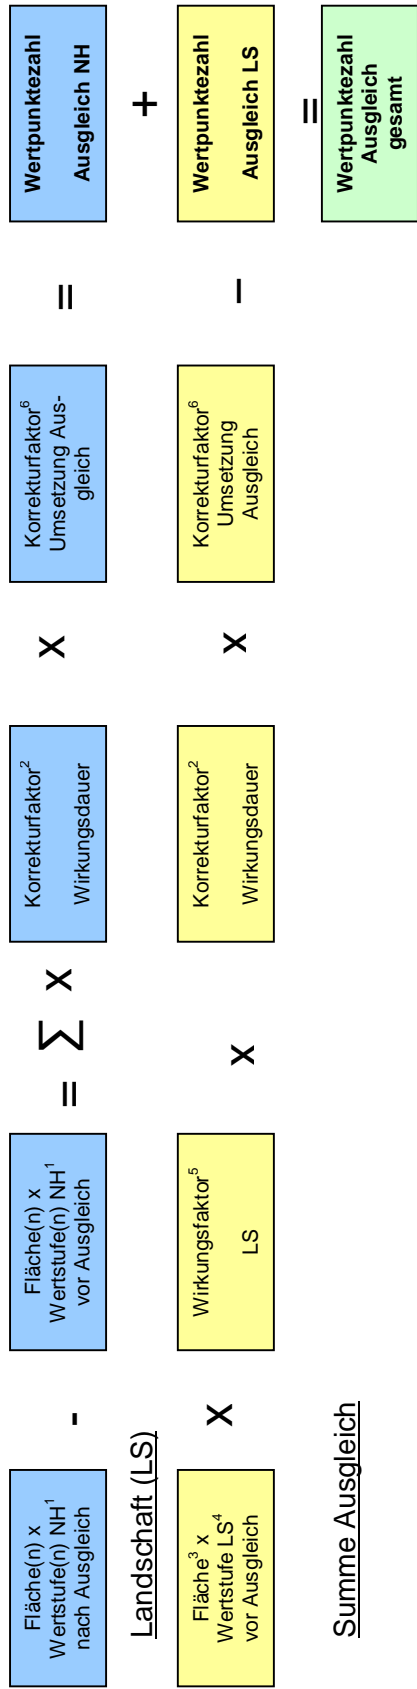 Fläche(n) x
Wertstufe(n) NH¹
nach Ausgleich
-
Fläche(n) x
Wertstufe(n) NH¹
vor Ausgleich
= ∑ x
Korrekturfaktor²
Wirkungsdauer
x
Korrekturfaktor⁶
Umsetzung Aus-
gleich
=
Wertpunktezahl
Ausgleich NH
Landschaft (LS)
+
Fläche³ x
Wertstufe LS⁴
vor Ausgleich
x
Wirkungsfaktor⁵
LS
x
Korrekturfaktor²
Wirkungsdauer
x
Korrekturfaktor⁶
Umsetzung
Ausgleich
–
Wertpunktezahl
Ausgleich LS
=
Summe Ausgleich
Wertpunktezahl
Ausgleich
gesamt